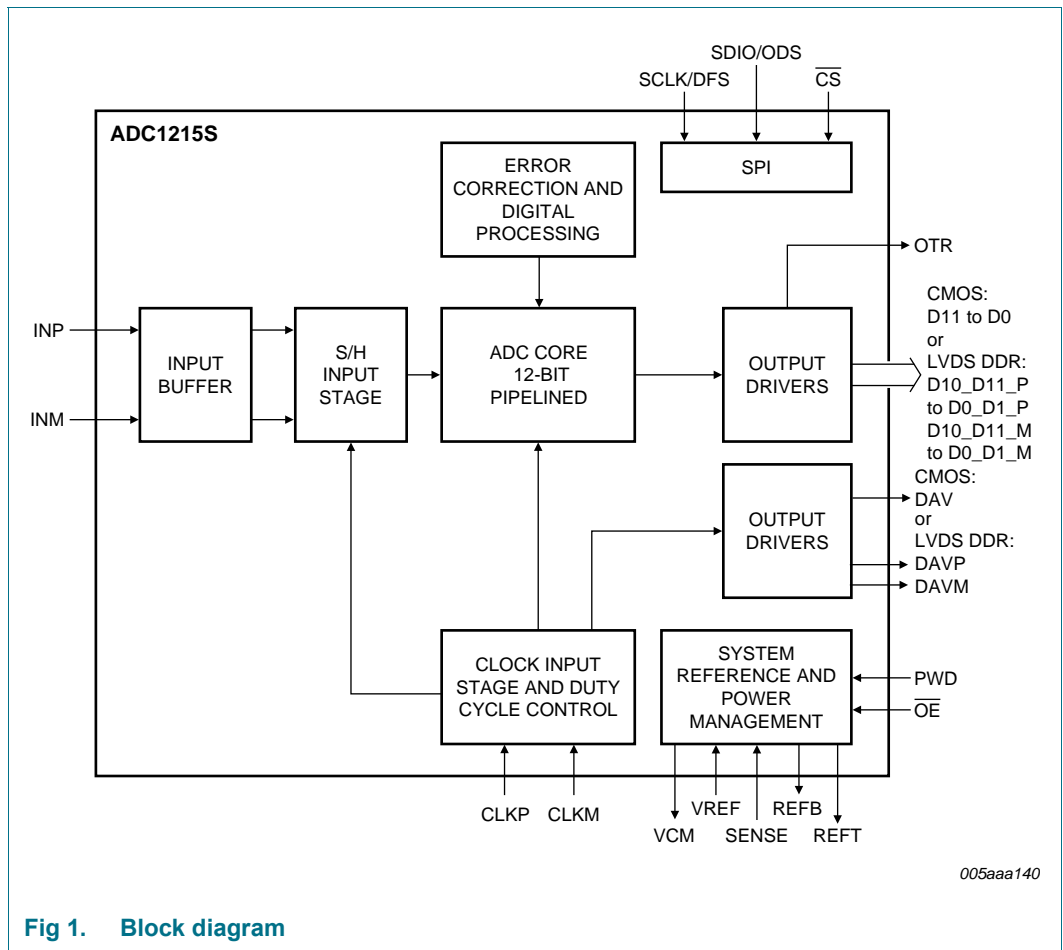 SDIO/ODS
SCLK/DFS
C̅S̅
ADC1215S
ERROR
CORRECTION AND
DIGITAL
PROCESSING
SPI
OTR
INP
INM
INPUT
BUFFER
S/H
INPUT
STAGE
ADC CORE
12-BIT
PIPELINED
OUTPUT
DRIVERS
CMOS:
D11 to D0
or
LVDS DDR:
D10_D11_P
to D0_D1_P
D10_D11_M
to D0_D1_M
CMOS:
DAV
or
LVDS DDR:
DAVP
DAVM
OUTPUT
DRIVERS
CLOCK INPUT
STAGE AND DUTY
CYCLE CONTROL
SYSTEM
REFERENCE AND
POWER
MANAGEMENT
PWD
O̅E̅
CLKP
CLKM
VCM
VREF
SENSE
REFB
REFT
005aaa140
Fig 1. Block diagram